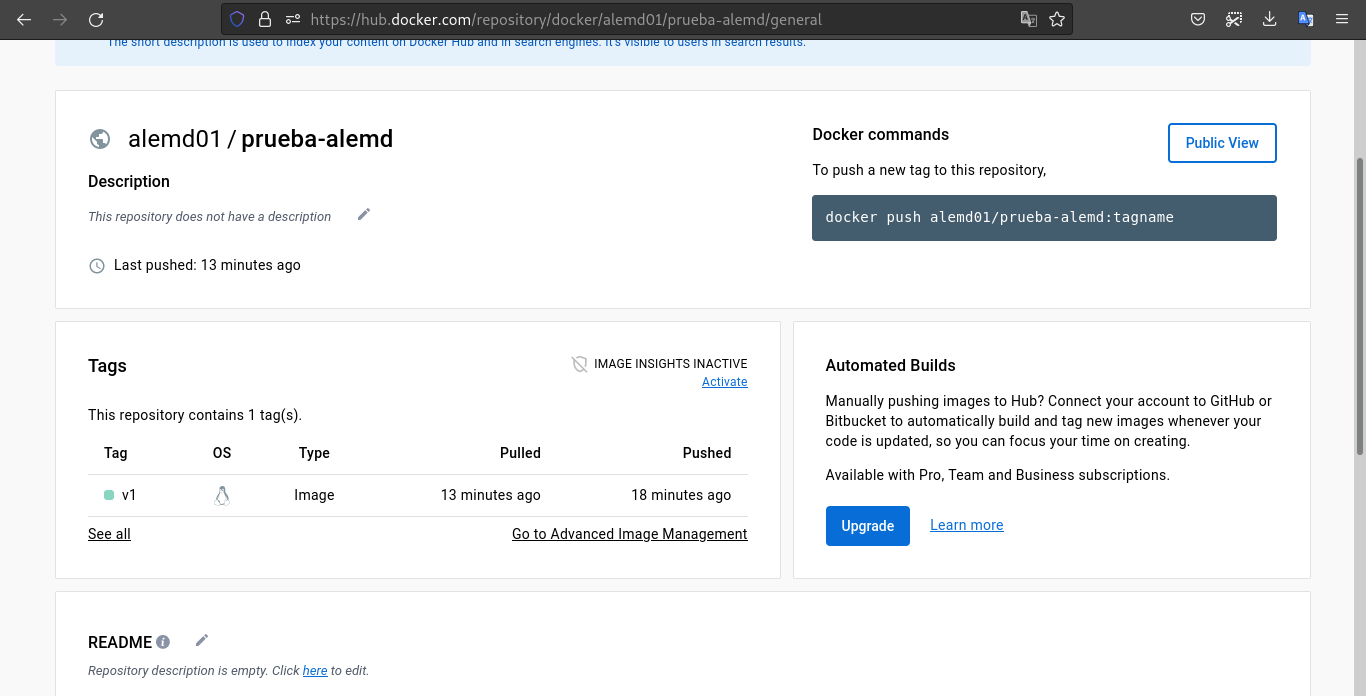 https://hub.docker.com/repository/docker/alemd01/prueba-alemd/general
The short description is used to index your content on Docker Hub and in search engines. It's visible to users in search results.
alemd01 / prueba-alemd
Description
This repository does not have a description
Last pushed: 13 minutes ago
Docker commands
Public View
To push a new tag to this repository,
docker push alemd01/prueba-alemd:tagname
Tags
IMAGE INSIGHTS INACTIVE
Activate
This repository contains 1 tag(s).
Tag OS Type Pulled Pushed
v1 Image 13 minutes ago 18 minutes ago
See all Go to Advanced Image Management
Automated Builds
Manually pushing images to Hub? Connect your account to GitHub or
Bitbucket to automatically build and tag new images whenever your
code is updated, so you can focus your time on creating.
Available with Pro, Team and Business subscriptions.
Upgrade Learn more
README
Repository description is empty. Click here to edit.